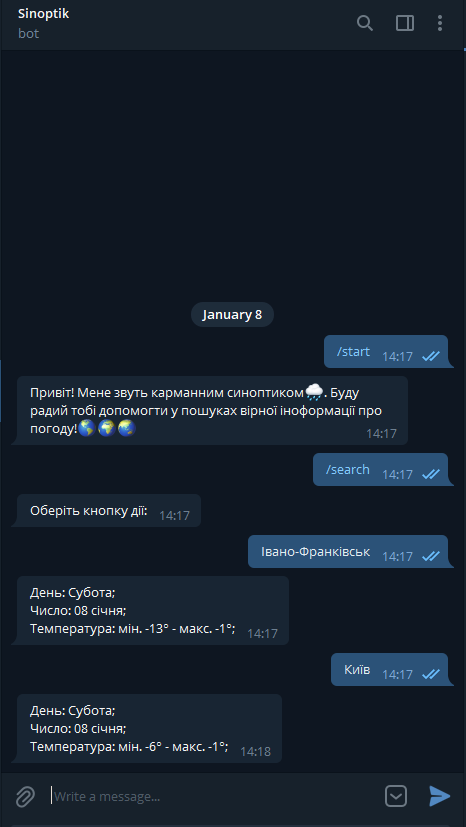 Sinoptik
bot
January 8
/start 14:17
Привіт! Мене звуть карманним синоптиком🌧. Буду
радий тобі допомогти у пошуках вірної іноформації про
погоду!🌎🌍🌏 14:17
/search 14:17
Оберіть кнопку дії: 14:17
Івано-Франківськ 14:17
День: Субота;
Число: 08 січня;
Температура: мін. -13° - макс. -1°; 14:17
Київ 14:17
День: Субота;
Число: 08 січня;
Температура: мін. -6° - макс. -1°; 14:18
Write a message...